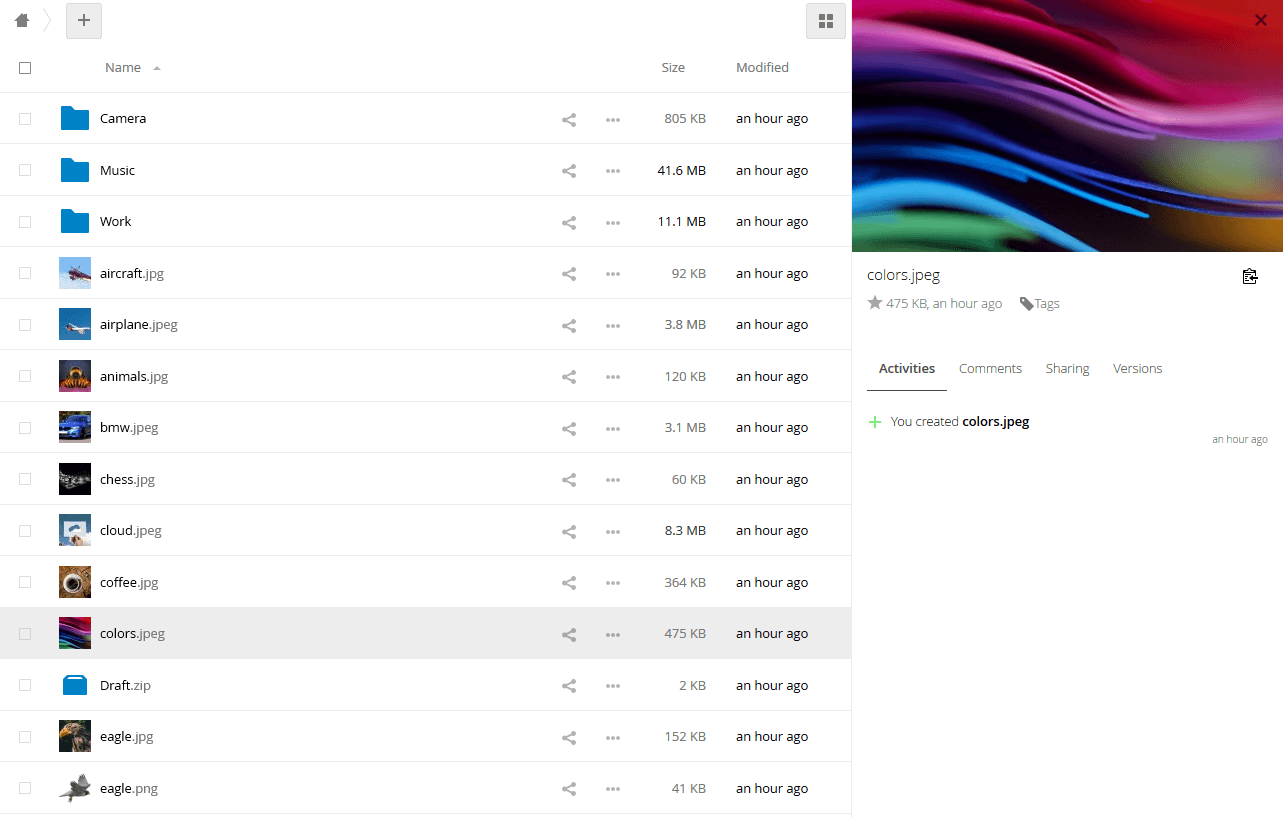 Name Size Modified
Camera 805 KB an hour ago
Music 41.6 MB an hour ago
Work 11.1 MB an hour ago
aircraft.jpg 92 KB an hour ago
airplane.jpeg 3.8 MB an hour ago
animals.jpg 120 KB an hour ago
bmw.jpeg 3.1 MB an hour ago
chess.jpg 60 KB an hour ago
cloud.jpeg 8.3 MB an hour ago
coffee.jpg 364 KB an hour ago
colors.jpeg 475 KB an hour ago
Draft.zip 2 KB an hour ago
eagle.jpg 152 KB an hour ago
eagle.png 41 KB an hour ago
colors.jpeg
475 KB, an hour ago Tags
Activities Comments Sharing Versions
You created colors.jpeg
an hour ago